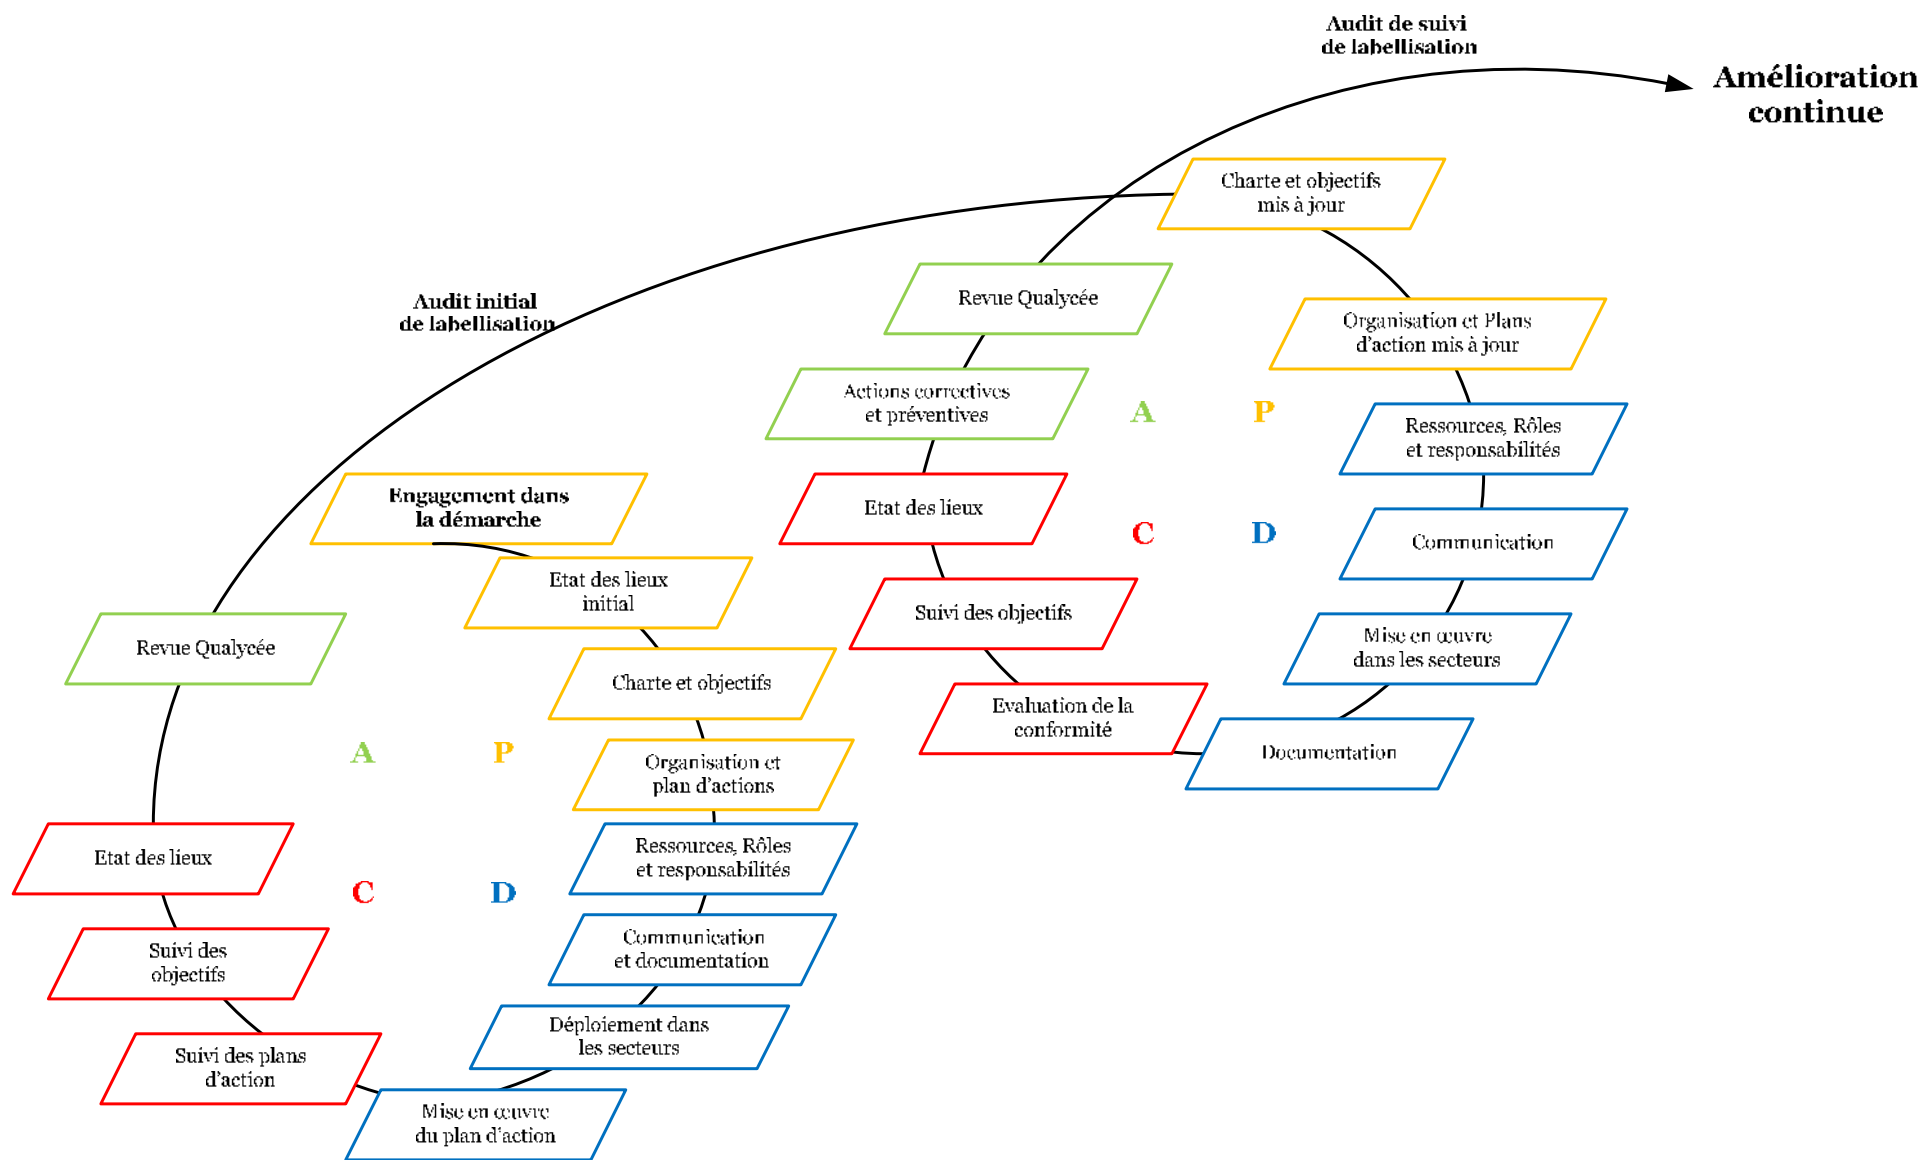 Audit de suivi
de labellisation
Amélioration
continue
Charte et objectifs
mis à jour
Revue Qualycée
Audit initial
de labellisation
Organisation et Plans
d'action mis à jour
Actions correctives
et préventives
A
P
Ressources, Rôles
et responsabilités
Engagement dans
la démarche
Etat des lieux
C
D
Communication
Etat des lieux
initial
Suivi des objectifs
Mise en œuvre
dans les secteurs
Revue Qualycée
Charte et objectifs
Evaluation de la
conformité
Documentation
A
P
Organisation et
plan d'actions
Etat des lieux
Ressources, Rôles
et responsabilités
C
D
Suivi des
objectifs
Communication
et documentation
Déploiement dans
les secteurs
Suivi des plans
d'action
Mise en œuvre
du plan d'action